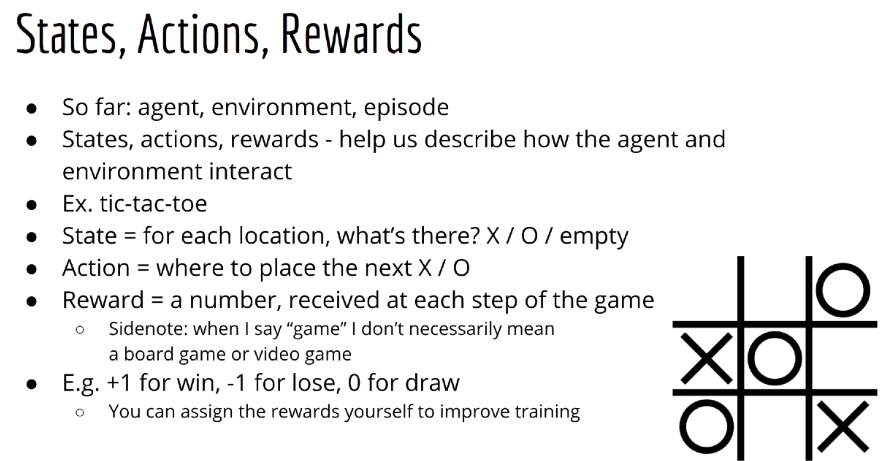 States, Actions, Rewards
● So far: agent, environment, episode
● States, actions, rewards - help us describe how the agent and
environment interact
● Ex. tic-tac-toe
● State = for each location, what's there? X / O / empty
● Action = where to place the next X / O
● Reward = a number, received at each step of the game
○ Sidenote: when I say “game” I don't necessarily mean
a board game or video game
● E.g. +1 for win, -1 for lose, 0 for draw
○ You can assign the rewards yourself to improve training
O
X O
O X